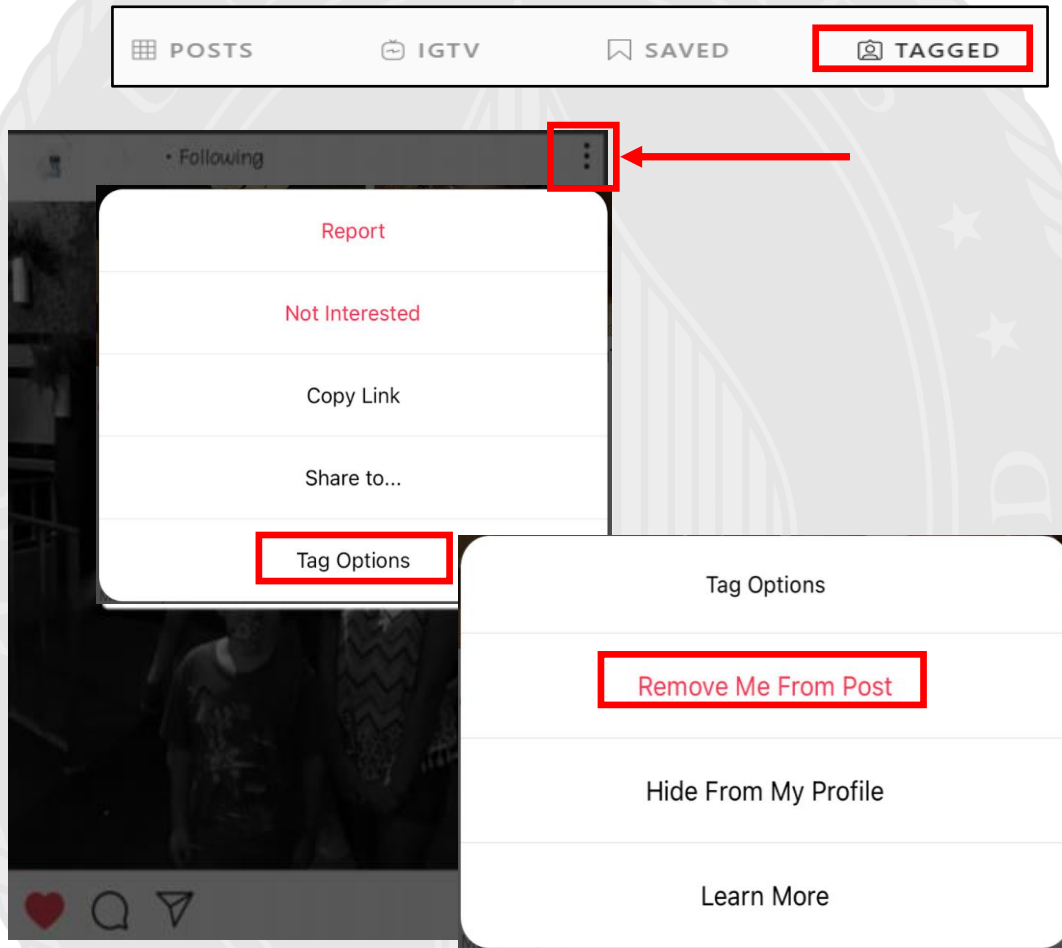 POSTS IGTV SAVED TAGGED
• Following
Report
Not Interested
Copy Link
Share to...
Tag Options
Tag Options
Remove Me From Post
Hide From My Profile
Learn More